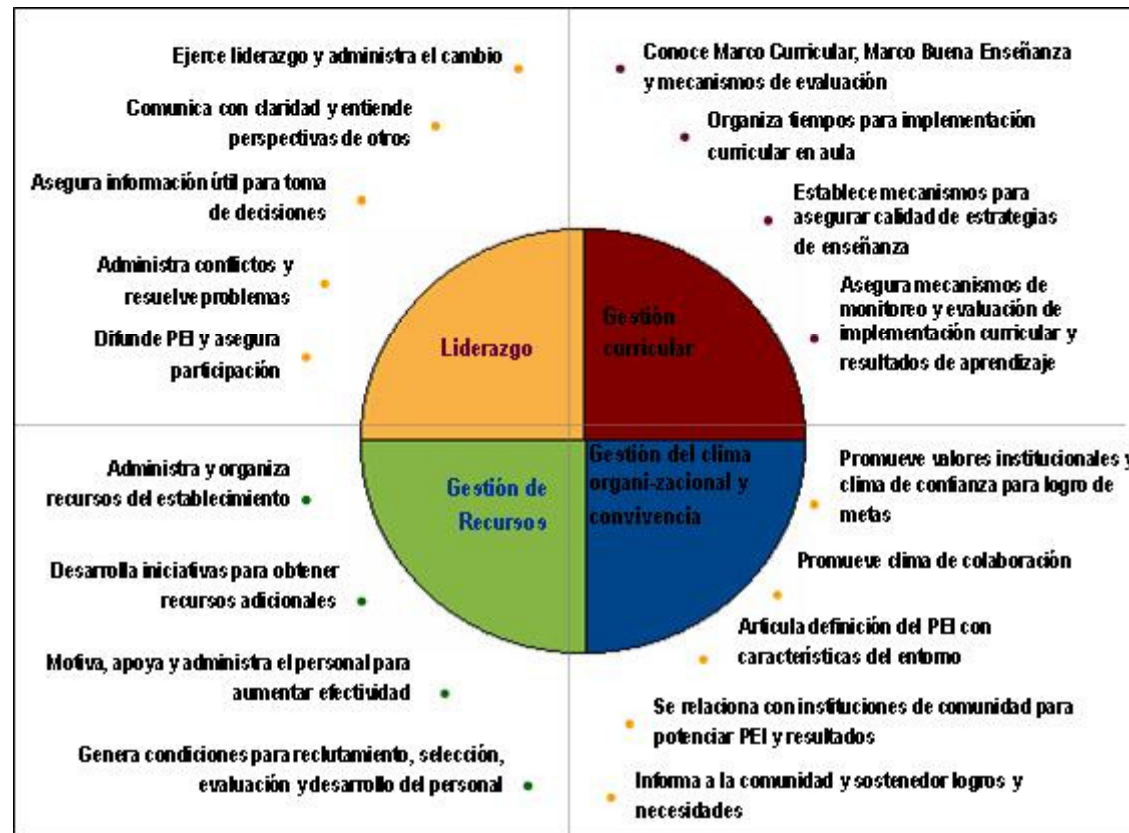 Ejerce liderazgo y administra el cambio
Comunica con claridad y entiende
perspectivas de otros
Asegura información útil para toma
de decisiones
Administra conflictos y
resuelve problemas
Difunde PEI y asegura
participación
Conoce Marco Curricular, Marco Buena Enseñanza
y mecanismos de evaluación
Organiza tiempos para implementación
curricular en aula
Establece mecanismos para
asegurar calidad de estrategias
de enseñanza
Asegura mecanismos de
monitoreo y evaluación de
implementación curricular y
resultados de aprendizaje
Liderazgo
Gestión
curricular
Gestión de
Recursos
Gestión del clima
organi-zacional y
convivencia
Administra y organiza
recursos del establecimiento
Desarrolla iniciativas para obtener
recursos adicionales
Motiva, apoya y administra el personal para
aumentar efectividad
Genera condiciones para reclutamiento, selección,
evaluación y desarrollo del personal
Promueve valores institucionales y
clima de confianza para logro de
metas
Promueve clima de colaboración
Articula definición del PEI con
características del entorno
Se relaciona con instituciones de comunidad para
potenciar PEI y resultados
Informa a la comunidad y sostenedor logros y
necesidades